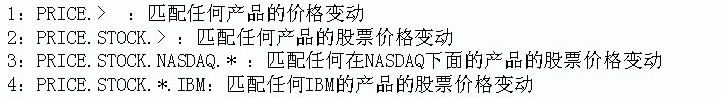 1：PRICE.>  ：匹配任何产品的价格变动
2：PRICE.STOCK.>：匹配任何产品的股票价格变动
3：PRICE.STOCK.NASDAQ.*：匹配任何在NASDAQ下面的产品的股票价格变动
4：PRICE.STOCK.*.IBM：匹配任何IBM的产品的股票价格变动